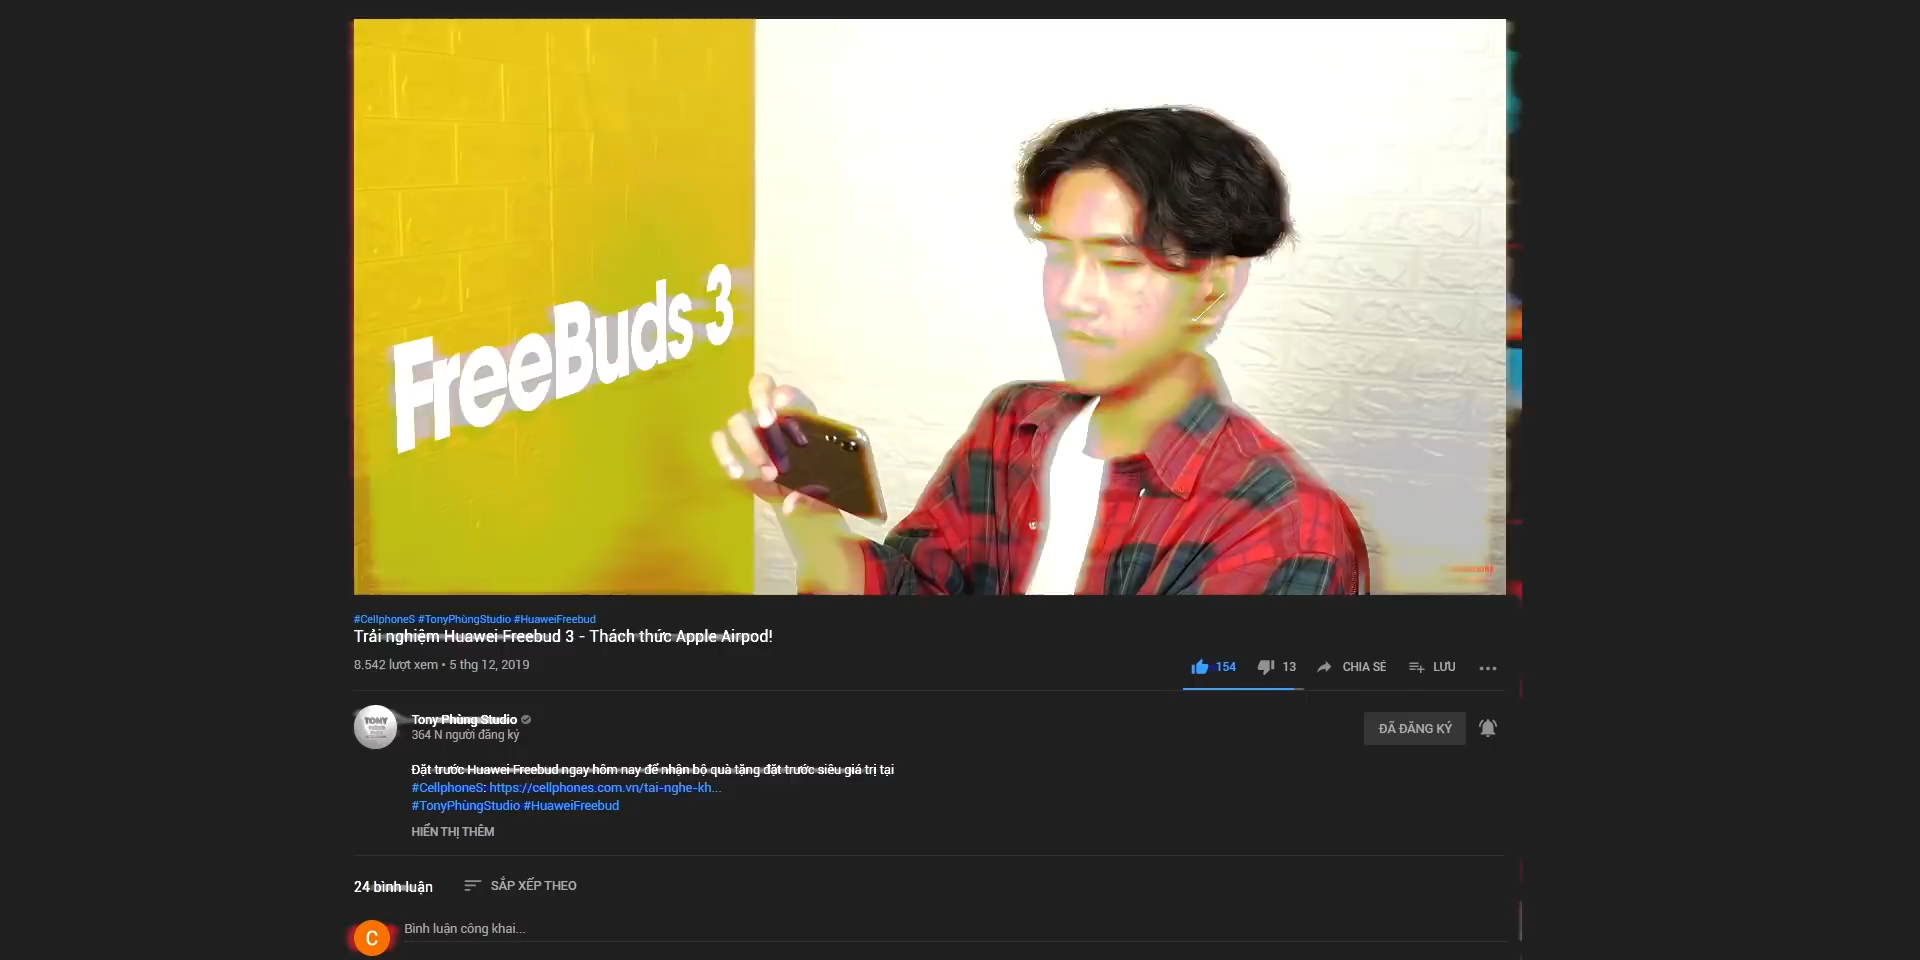 FreeBuds 3
#CellphoneS #TonyPhùngStudio #HuaweiFreebud
Trải nghiệm Huawei Freebud 3 - Thách thức Apple Airpod!
8.542 lượt xem • 5 thg 12, 2019
154 13 CHIA SẺ LƯU
TONY
Tony Phùng Studio
364 N người đăng ký
ĐÃ ĐĂNG KÝ
Đặt trước Huawei Freebud ngay hôm nay để nhận bộ quà tặng đặt trước siêu giá trị tại
#CellphoneS: https://cellphones.com.vn/tai-nghe-kh...
#TonyPhùngStudio #HuaweiFreebud
HIỂN THỊ THÊM
24 bình luận SẮP XẾP THEO
C Bình luận công khai...